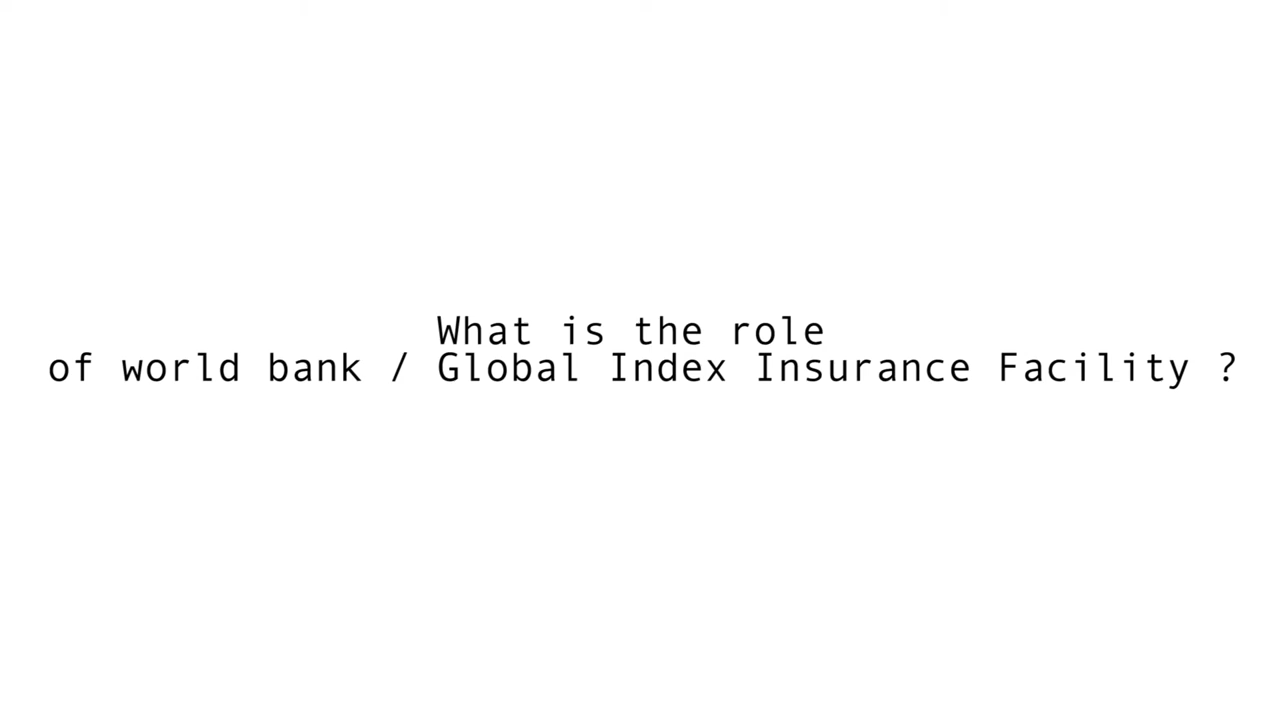 What is the role
of world bank / Global Index Insurance Facility ?